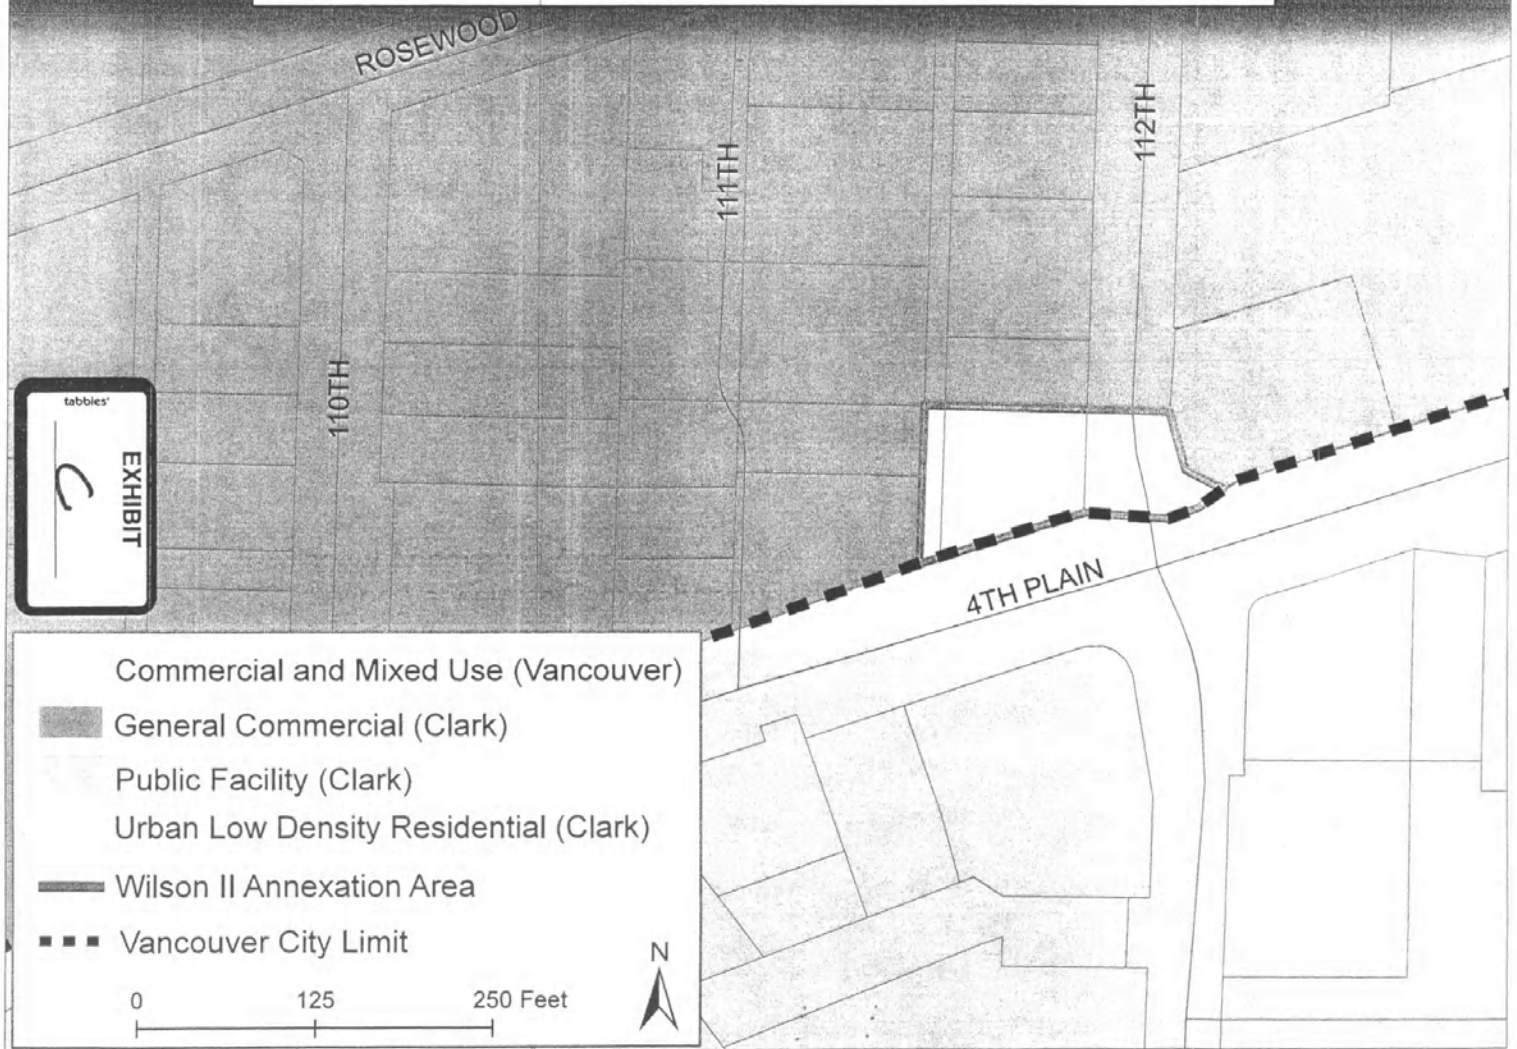 ROSEWOOD
112TH
111TH
110TH
tabbies'
EXHIBIT
C
4TH PLAIN
Commercial and Mixed Use (Vancouver)
General Commercial (Clark)
Public Facility (Clark)
Urban Low Density Residential (Clark)
Wilson II Annexation Area
Vancouver City Limit
N
0 125 250 Feet